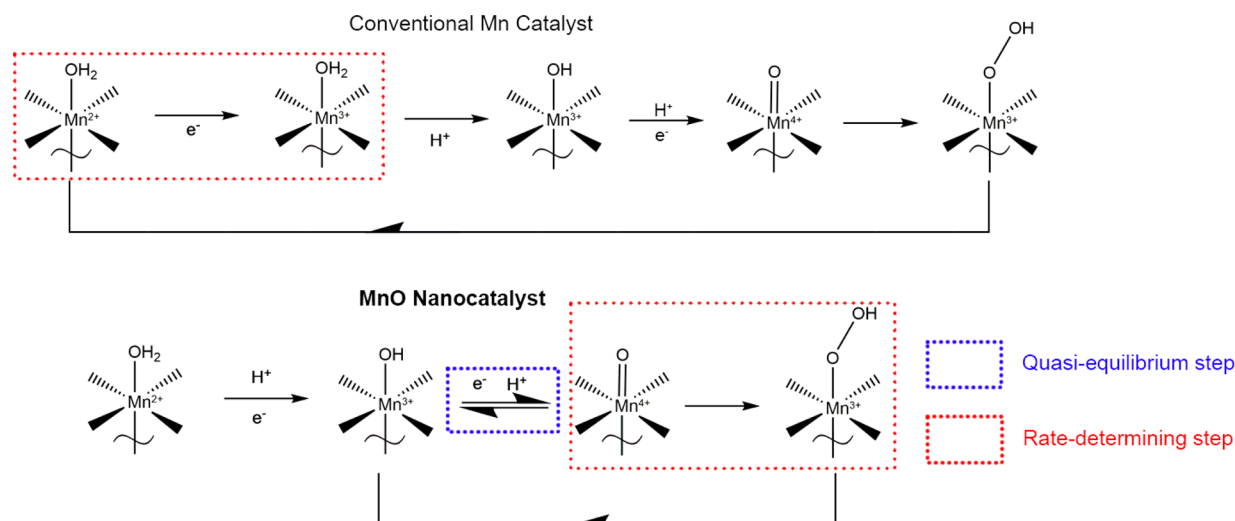 Conventional Mn Catalyst
OH₂
Mn²⁺
e⁻
OH₂
Mn³⁺
H⁺
OH
Mn³⁺
H⁺
e⁻
O
Mn⁴⁺
OH
O
Mn³⁺
MnO Nanocatalyst
OH₂
Mn²⁺
H⁺
e⁻
OH
Mn³⁺
e⁻ H⁺
O
Mn⁴⁺
OH
O
Mn³⁺
Quasi-equilibrium step
Rate-determining step